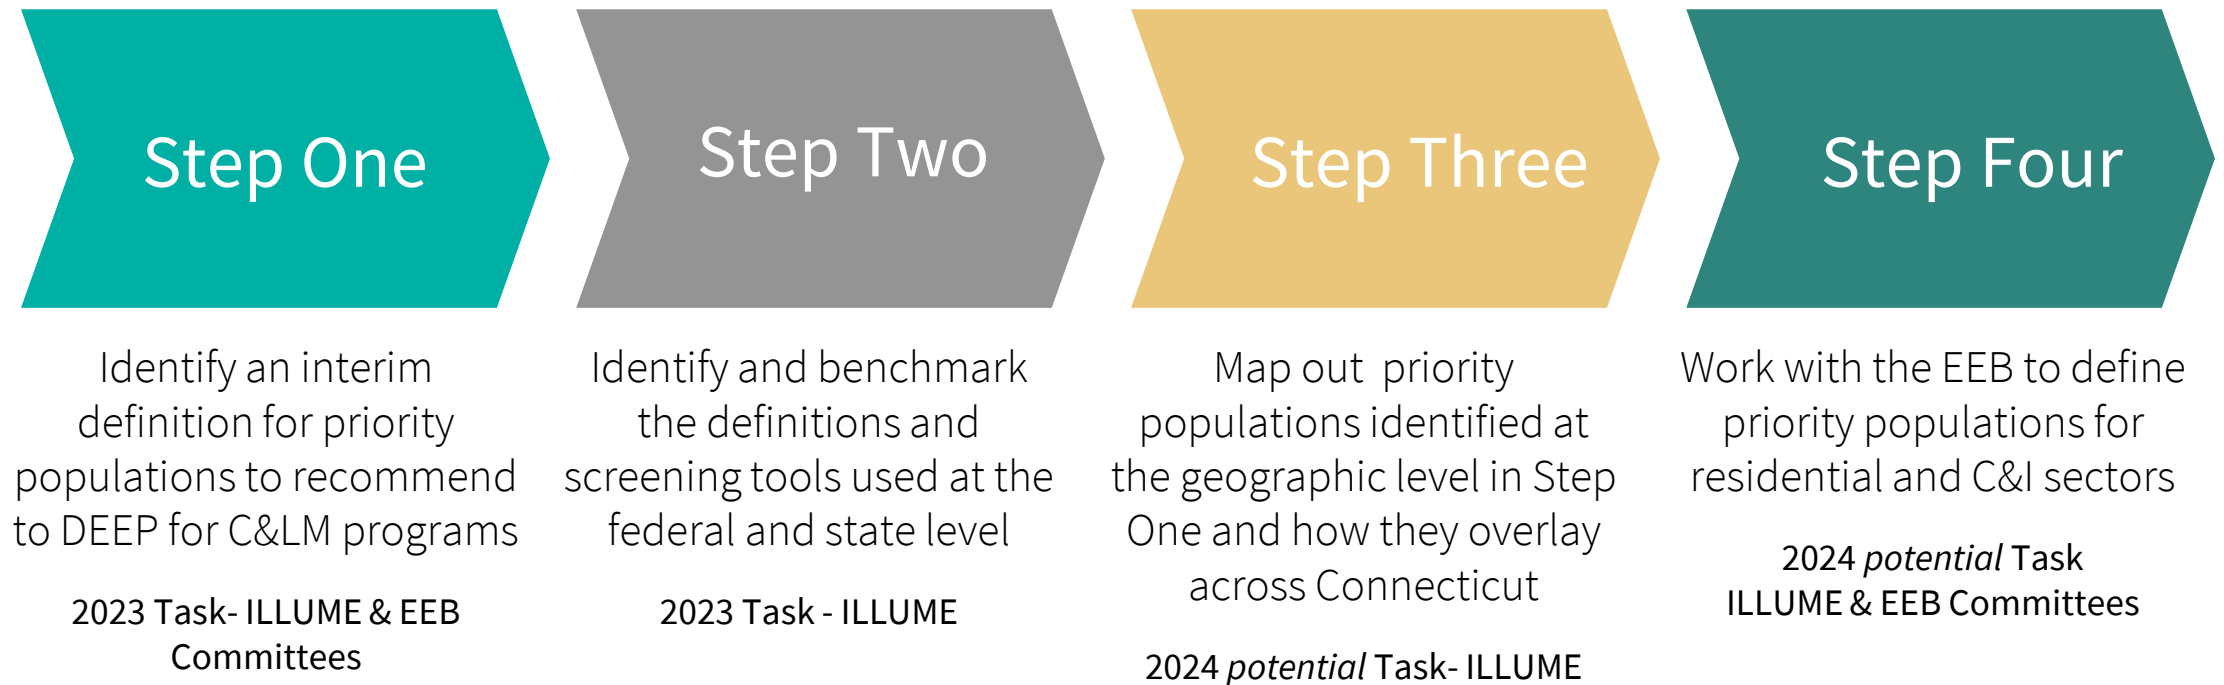 Step One
Identify an interim
definition for priority
populations to recommend
to DEEP for C&LM programs
2023 Task- ILLUME & EEB
Committees
Step Two
Identify and benchmark
the definitions and
screening tools used at the
federal and state level
2023 Task - ILLUME
Step Three
Map out  priority
populations identified at
the geographic level in Step
One and how they overlay
across Connecticut
2024 potential Task- ILLUME
Step Four
Work with the EEB to define
priority populations for
residential and C&I sectors
2024 potential Task
ILLUME & EEB Committees